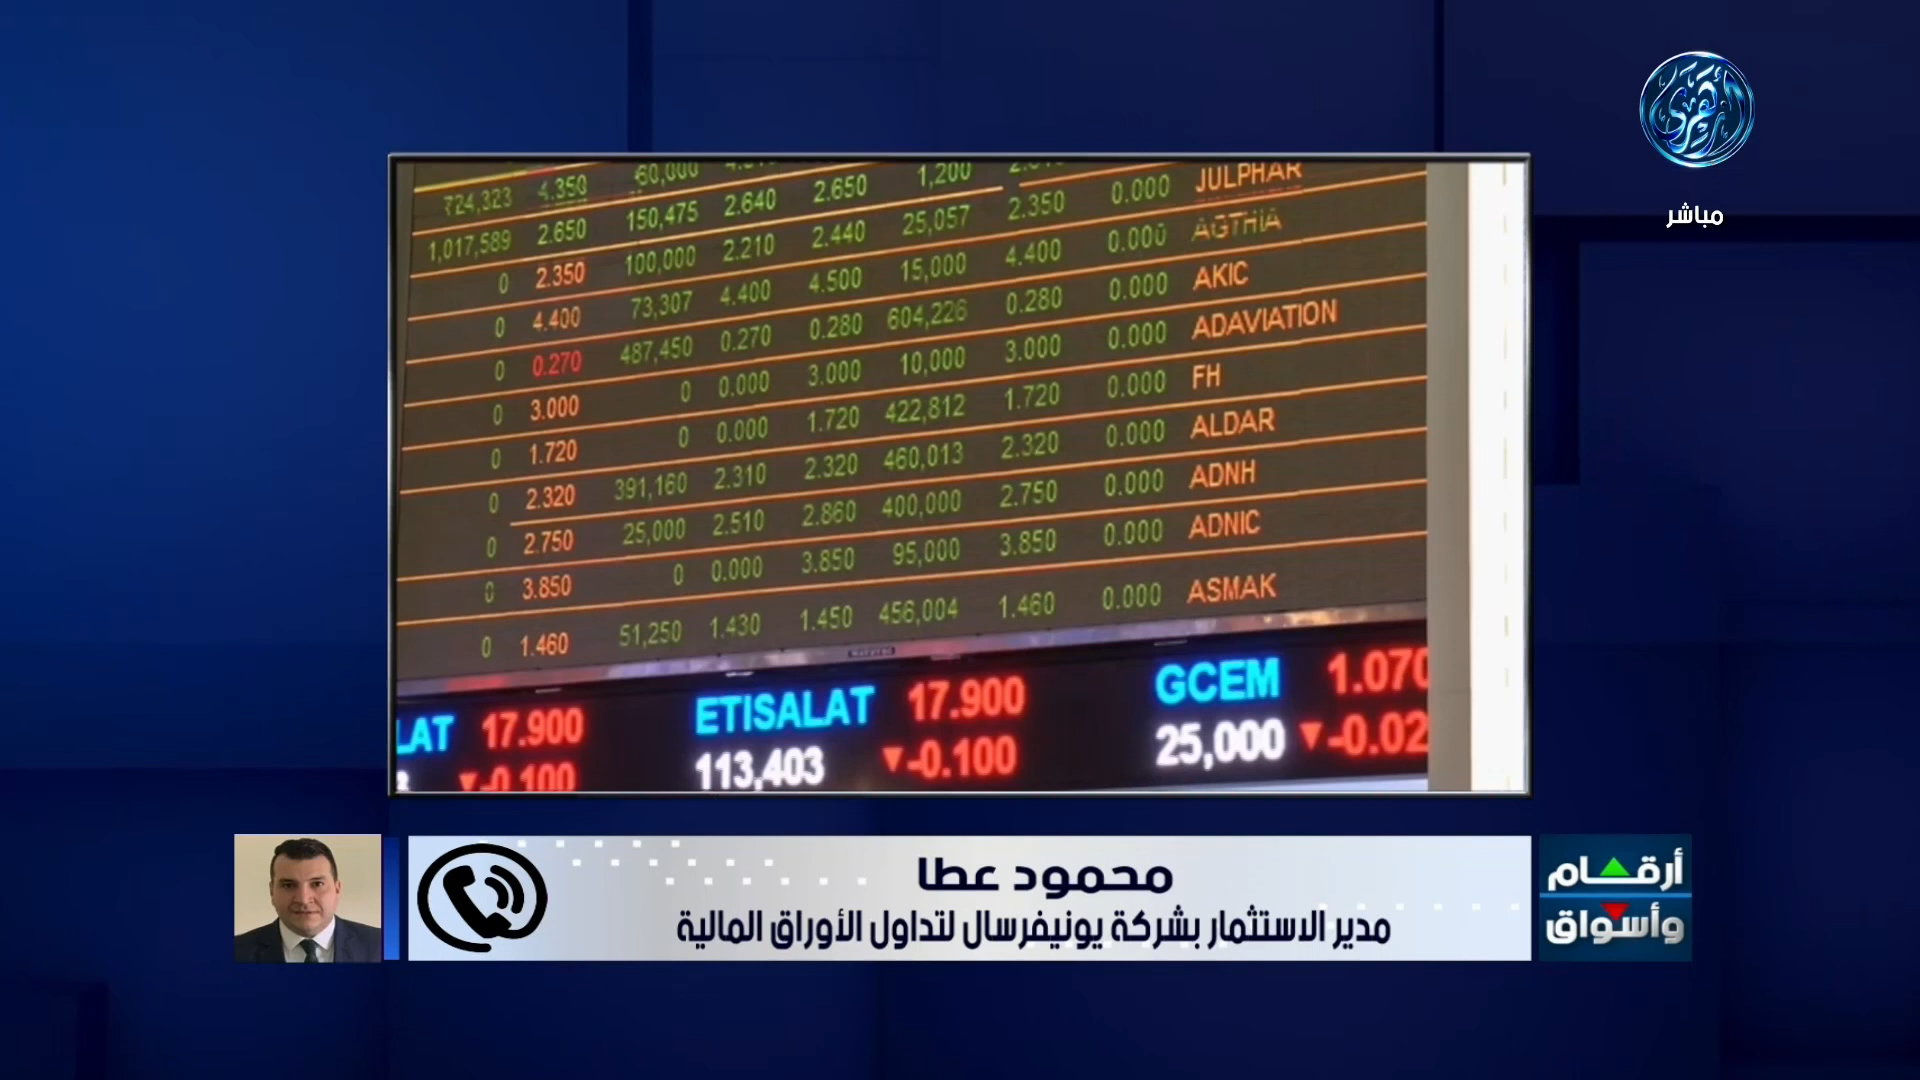 مباشر
724,323 4.350 60,000
1,017,589 2.650 150,475 2.640 2.650 1,200
0 2.350 100,000 2.210 2.440 25,057 2.350 0.000 JULPHAR
0 4.400 73,307 4.400 4.500 15,000 4.400 0.000 AGTHIA
0 0.270 487,450 0.270 0.280 604,226 0.280 0.000 AKIC
0 3.000 0 0.000 3.000 10,000 3.000 0.000 ADAVIATION
0 1.720 0 0.000 1.720 422,812 1.720 0.000 FH
0 2.320 391,160 2.310 2.320 460,013 2.320 0.000 ALDAR
0 2.750 25,000 2.510 2.860 400,000 2.750 0.000 ADNH
0 3.850 0 0.000 3.850 95,000 3.850 0.000 ADNIC
0 1.460 51,250 1.430 1.450 456,004 1.460 0.000 ASMAK
LAT 17.900 ETISALAT 17.900 GCEM 1.070
▼-0.100 113,403 ▼-0.100 25,000 ▼-0.02
محمود عطا
مدير الاستثمار بشركة يونيفرسال لتداول الأوراق المالية
أرقام
وأسواق